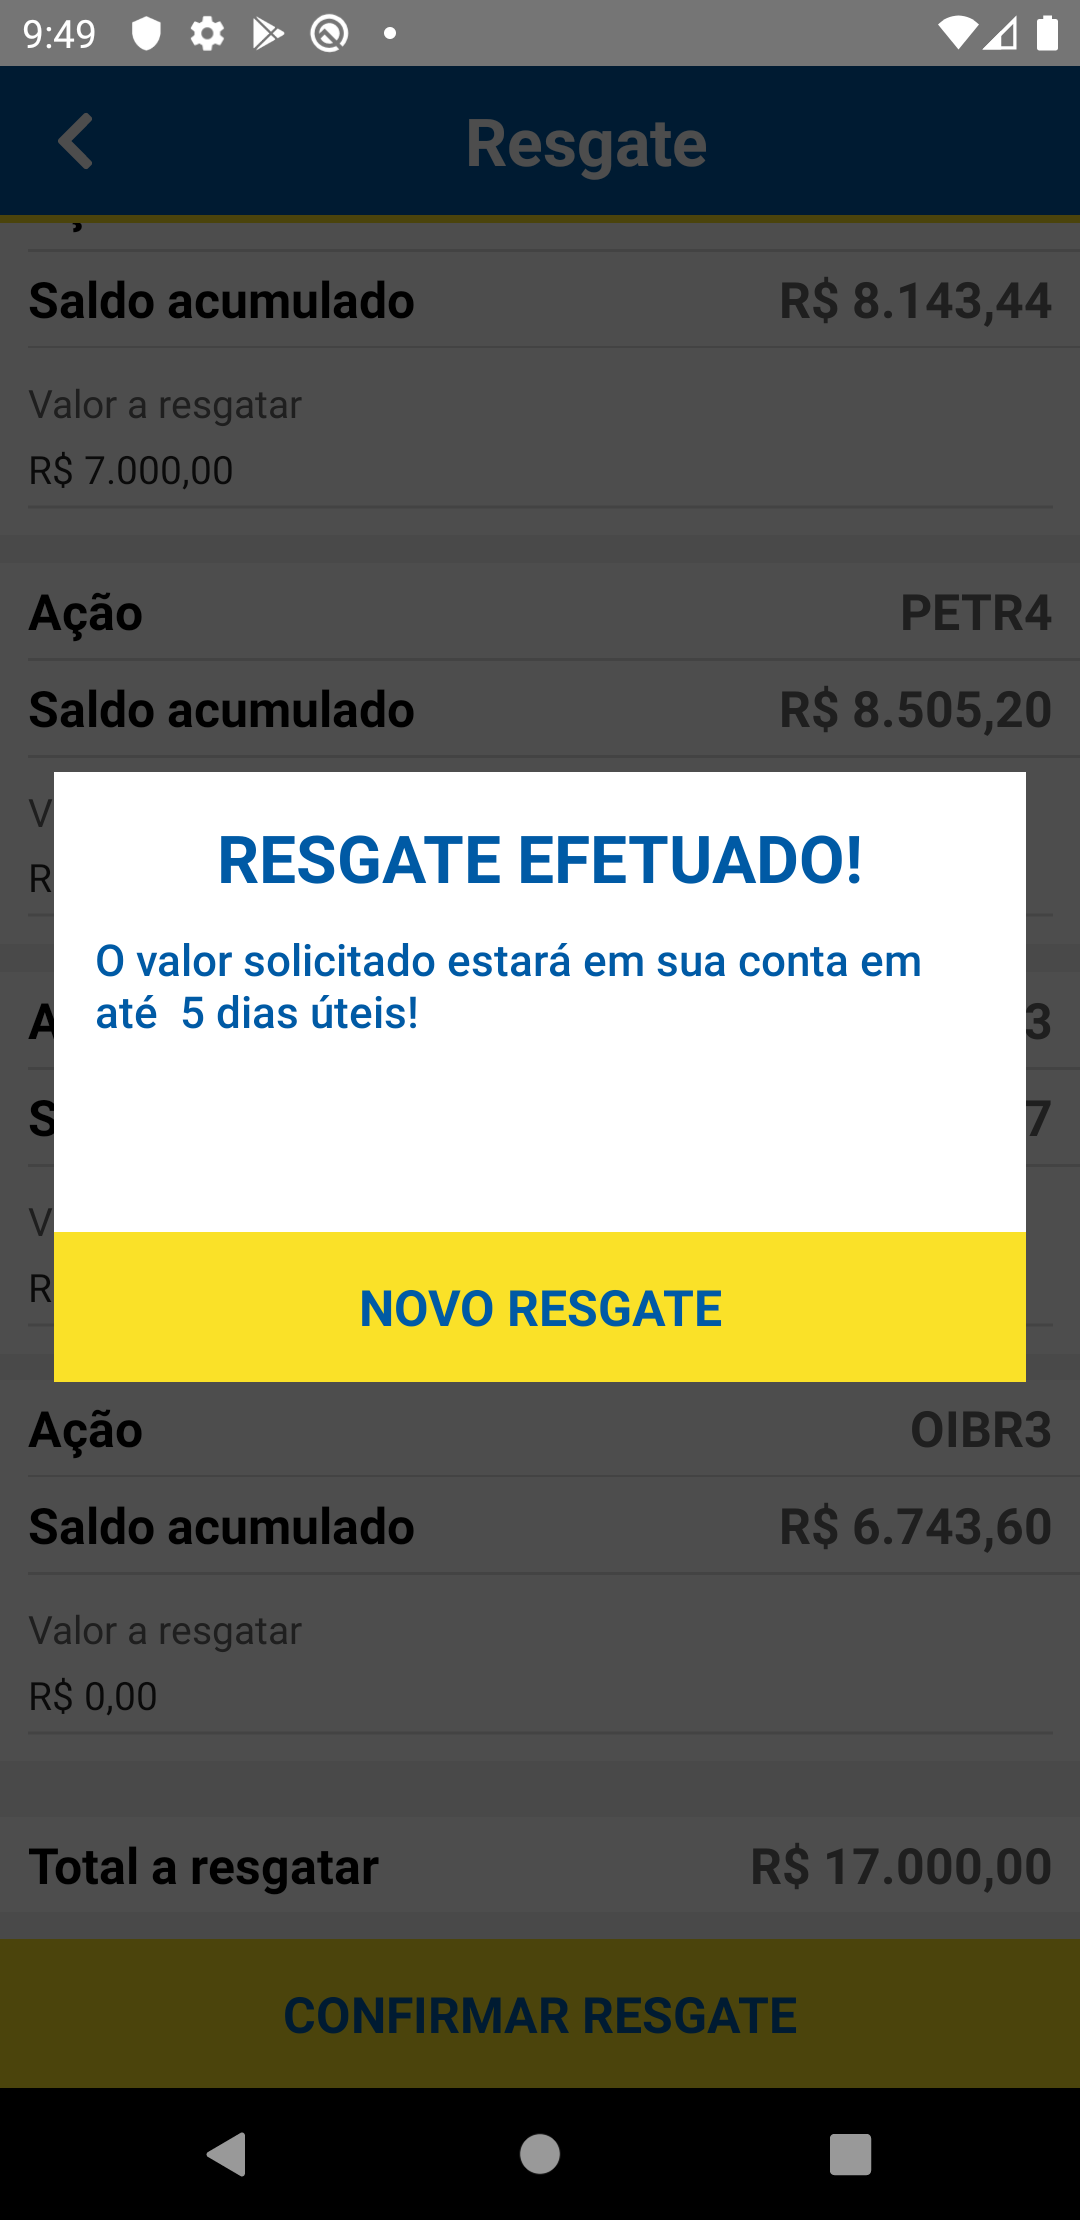 9:49
Resgate
Saldo acumulado R$ 8.143,44
Valor a resgatar
R$ 7.000,00
Ação PETR4
Saldo acumulado R$ 8.505,20
V
R
RESGATE EFETUADO!
O valor solicitado estará em sua conta em
até  5 dias úteis!
A 3
S 7
V
R
NOVO RESGATE
Ação OIBR3
Saldo acumulado R$ 6.743,60
Valor a resgatar
R$ 0,00
Total a resgatar R$ 17.000,00
CONFIRMAR RESGATE